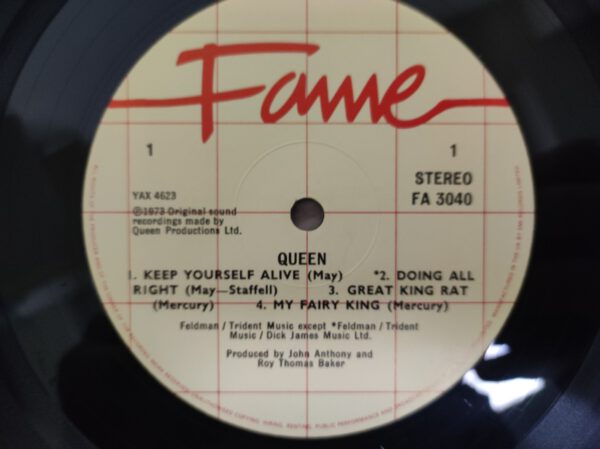 Fame
1 1
STEREO
YAX 4623 FA 3040
℗1973 Original sound
recordings made by
Queen Productions Ltd.
QUEEN
1. KEEP YOURSELF ALIVE (May) *2. DOING ALL
RIGHT (May—Staffell) 3. GREAT KING RAT
(Mercury) 4. MY FAIRY KING (Mercury)
Feldman / Trident Music except *Feldman / Trident
Music / Dick James Music Ltd.
Produced by John Anthony and
Roy Thomas Baker